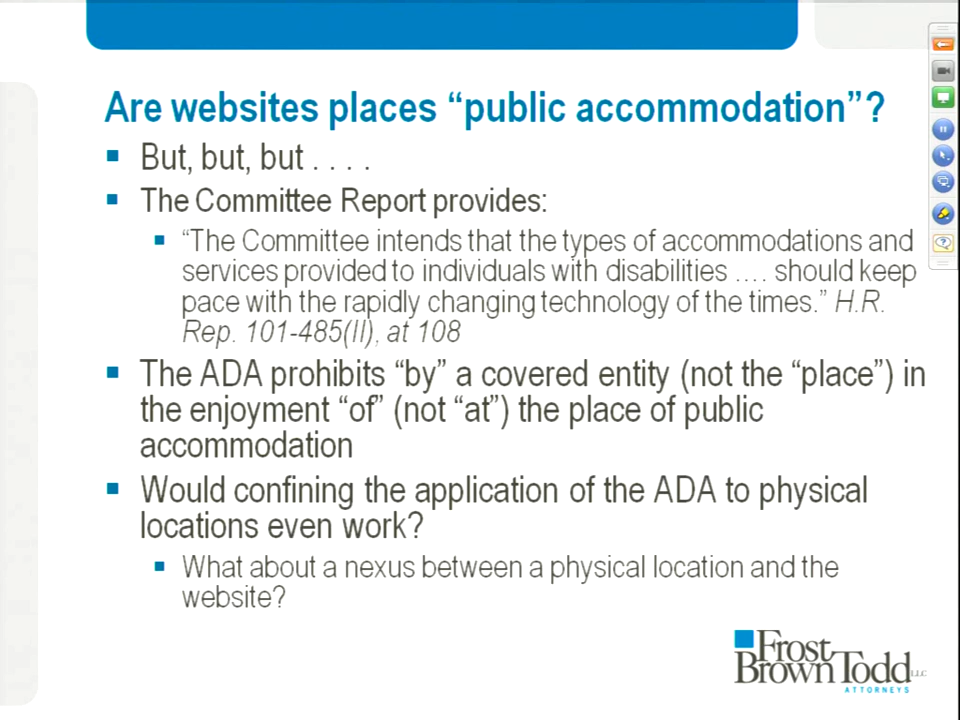 Are websites places “public accommodation”?
But, but, but . . . .
The Committee Report provides:
“The Committee intends that the types of accommodations and
services provided to individuals with disabilities …. should keep
pace with the rapidly changing technology of the times.” H.R.
Rep. 101-485(II), at 108
The ADA prohibits “by” a covered entity (not the “place”) in
the enjoyment “of” (not “at”) the place of public
accommodation
Would confining the application of the ADA to physical
locations even work?
What about a nexus between a physical location and the
website?
Frost
Brown Todd LLC
ATTORNEYS